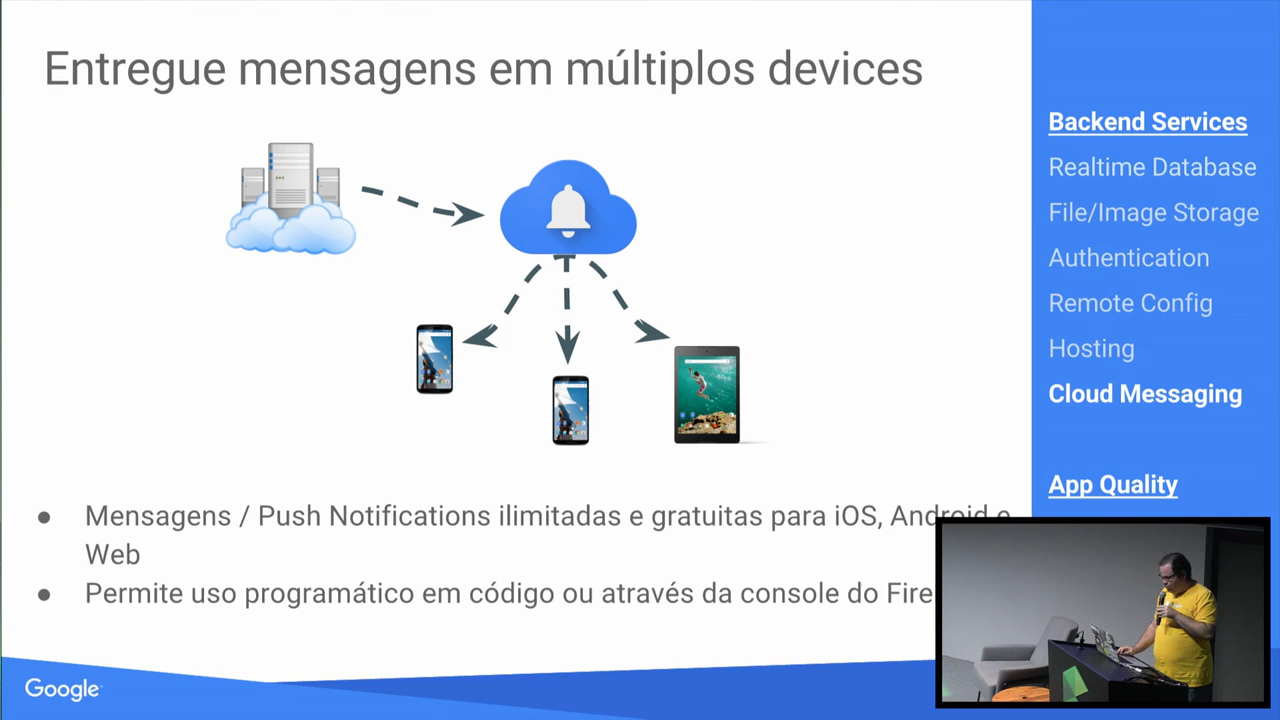 Entregue mensagens em múltiplos devices
Backend Services
Realtime Database
File/Image Storage
Authentication
Remote Config
Hosting
Cloud Messaging
App Quality
Mensagens / Push Notifications ilimitadas e gratuitas para iOS, Android e
Web
Permite uso programático em código ou através da console do Fire
Google